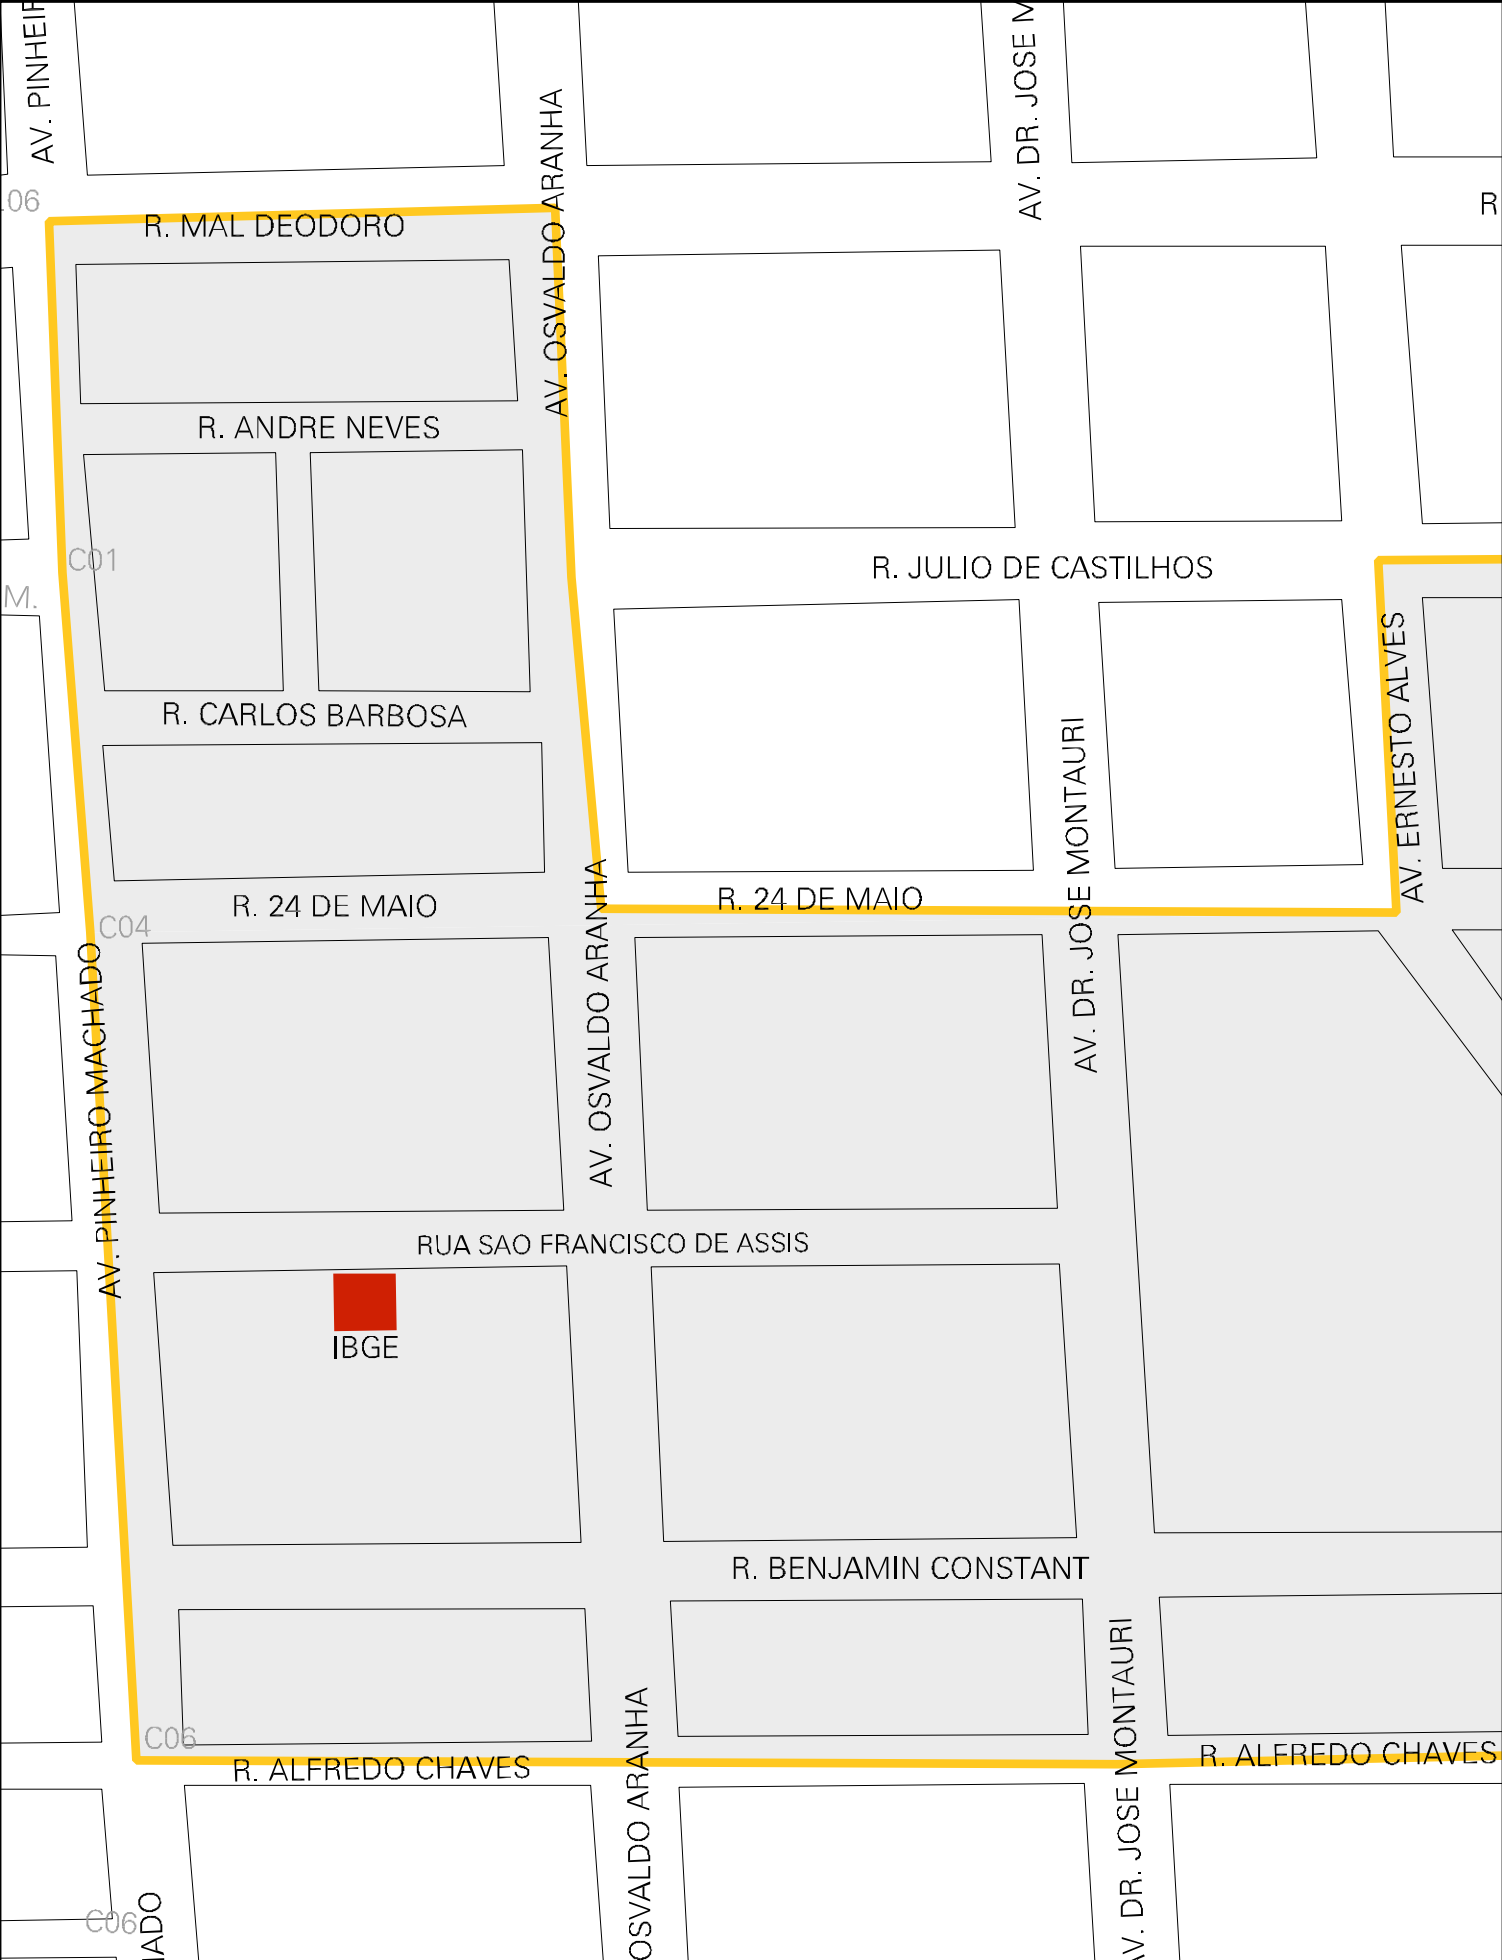 AV. PINHEIR
AV. OSVALDO ARANHA
AV. DR. JOSE M
06
R
R. MAL DEODORO
R. ANDRE NEVES
C01
M.
R. JULIO DE CASTILHOS
AV. ERNESTO ALVES
R. CARLOS BARBOSA
AV. DR. JOSE MONTAURI
R. 24 DE MAIO
R. 24 DE MAIO
C04
AV. PINHEIRO MACHADO
AV. OSVALDO ARANHA
RUA SAO FRANCISCO DE ASSIS
IBGE
R. BENJAMIN CONSTANT
AV. DR. JOSE MONTAURI
OSVALDO ARANHA
C06
R. ALFREDO CHAVES
R. ALFREDO CHAVES
C06
ADO